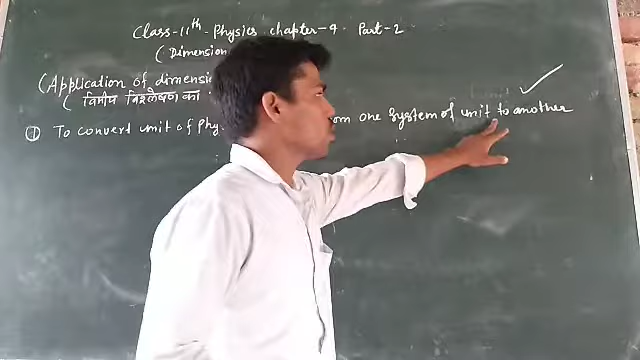 Class-11th-Physics chapter-4 Part-2
(Dimension
(Application of dimensi
(विमीय विश्लेषण का
① To convert unit of Phy om one system of unit to another